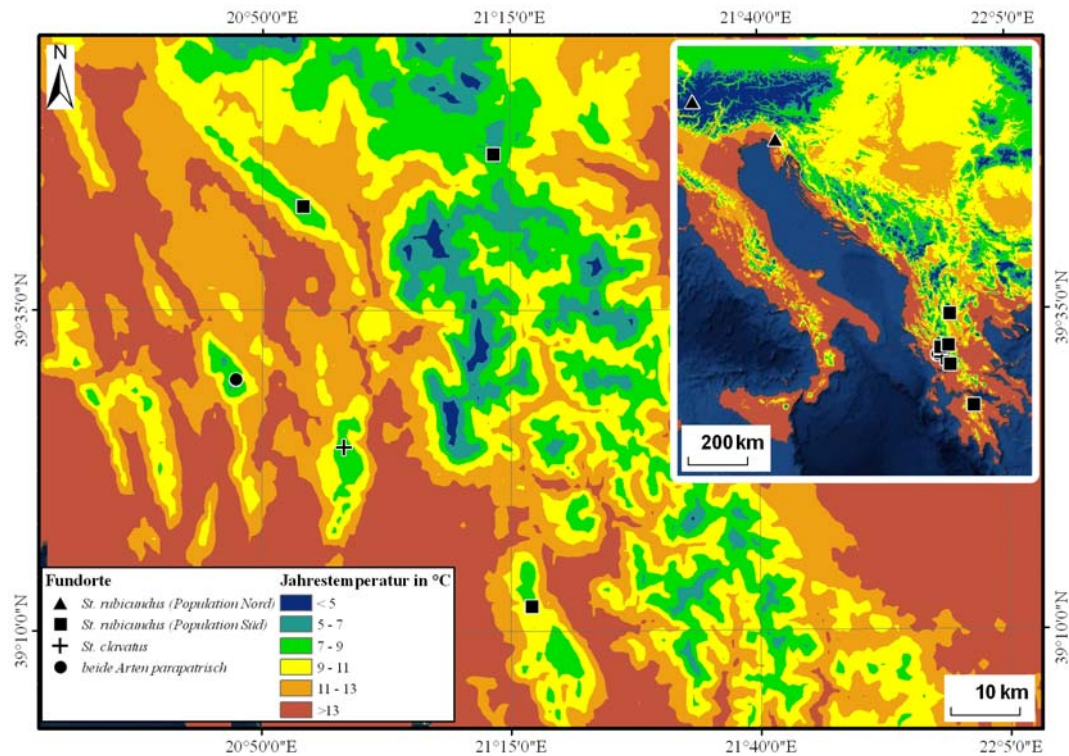 20°50'0"E 21°15'0"E 21°40'0"E 22°5'0"E
N
39°35'0"N 39°35'0"N
200 km
Fundorte
St. rubicundus (Population Nord)
St. rubicundus (Population Süd)
St. clavatus
beide Arten parapatrisch
Jahrestemperatur in °C
< 5
5 - 7
7 - 9
9 - 11
11 - 13
>13
39°10'0"N 39°10'0"N
10 km
20°50'0"E 21°15'0"E 21°40'0"E 22°5'0"E